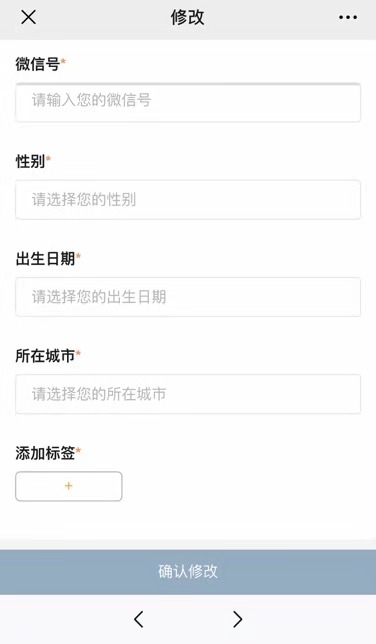 修改
微信号*
请输入您的微信号
性别*
请选择您的性别
出生日期*
请选择您的出生日期
所在城市*
请选择您的所在城市
添加标签*
+
确认修改